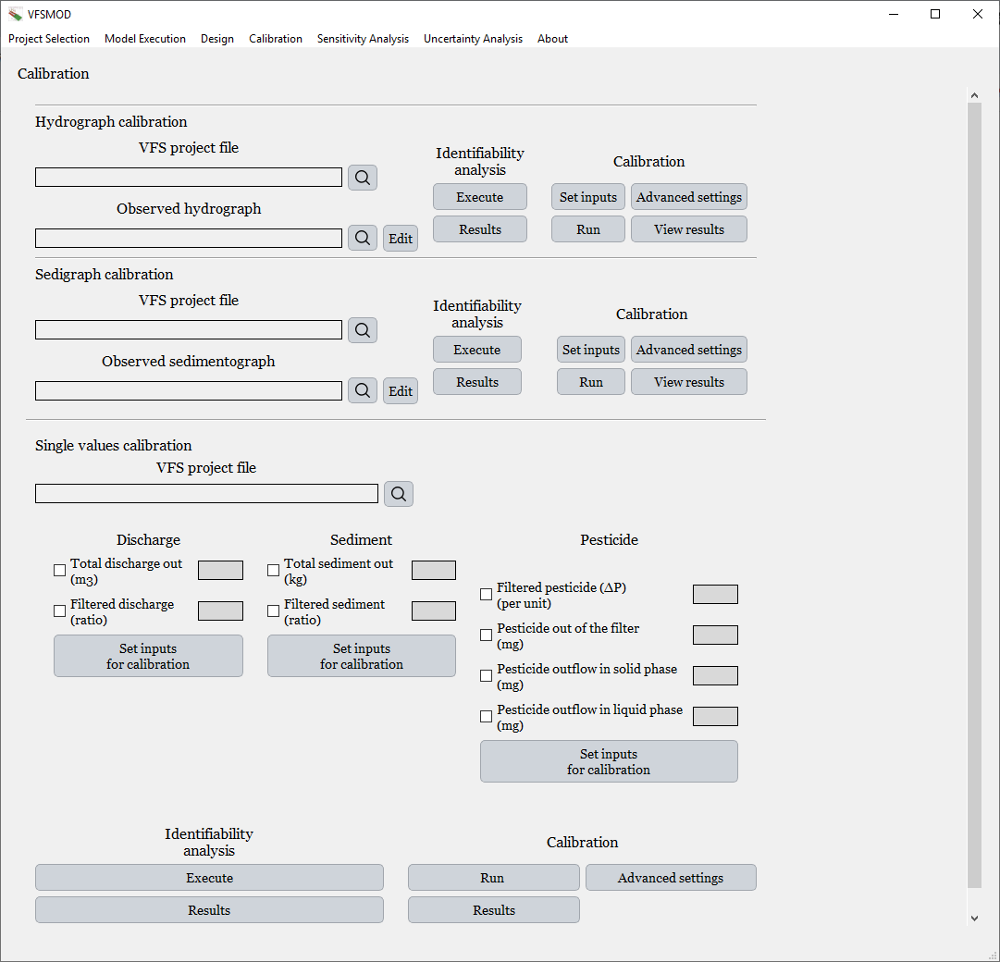 VFSMOD
Project Selection Model Execution Design Calibration Sensitivity Analysis Uncertainty Analysis About
Calibration
Hydrograph calibration
VFS project file
Observed hydrograph
Edit
Identifiability
analysis
Execute
Results
Calibration
Set inputs Advanced settings
Run View results
Sedigraph calibration
VFS project file
Observed sedimentograph
Edit
Identifiability
analysis
Execute
Results
Calibration
Set inputs Advanced settings
Run View results
Single values calibration
VFS project file
Discharge
Total discharge out
(m3)
Filtered discharge
(ratio)
Set inputs
for calibration
Sediment
Total sediment out
(kg)
Filtered sediment
(ratio)
Set inputs
for calibration
Pesticide
Filtered pesticide (ΔP)
(per unit)
Pesticide out of the filter
(mg)
Pesticide outflow in solid phase
(mg)
Pesticide outflow in liquid phase
(mg)
Set inputs
for calibration
Identifiability
analysis
Execute
Results
Calibration
Run Advanced settings
Results